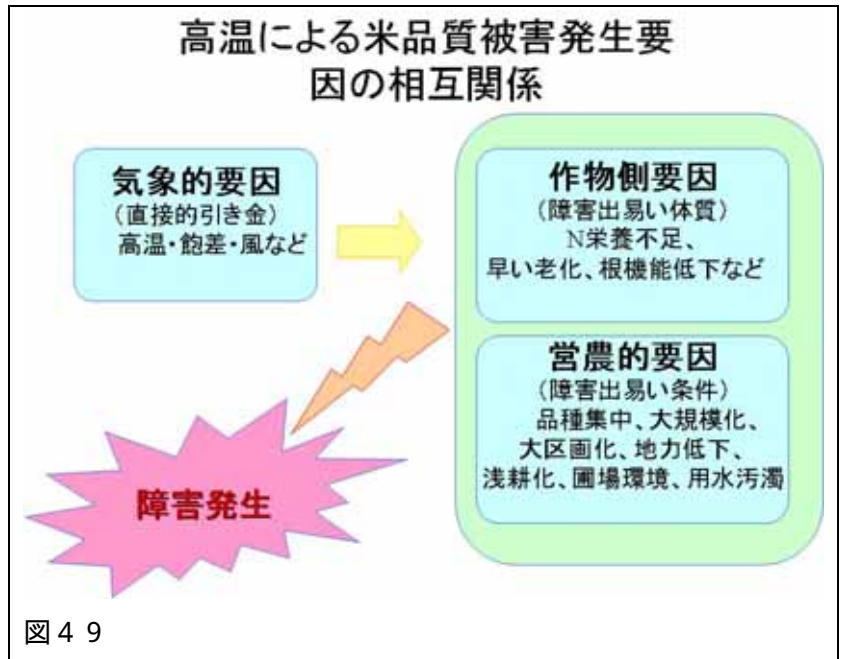 高温による米品質被害発生要
因の相互関係
気象的要因
(直接的引き金)
高温・飽差・風など
作物側要因
(障害出易い体質)
N栄養不足、
早い老化、根機能低下など
営農的要因
(障害出易い条件)
品種集中、大規模化、
大区画化、地力低下、
浅耕化、圃場環境、用水汚濁
障害発生
図49